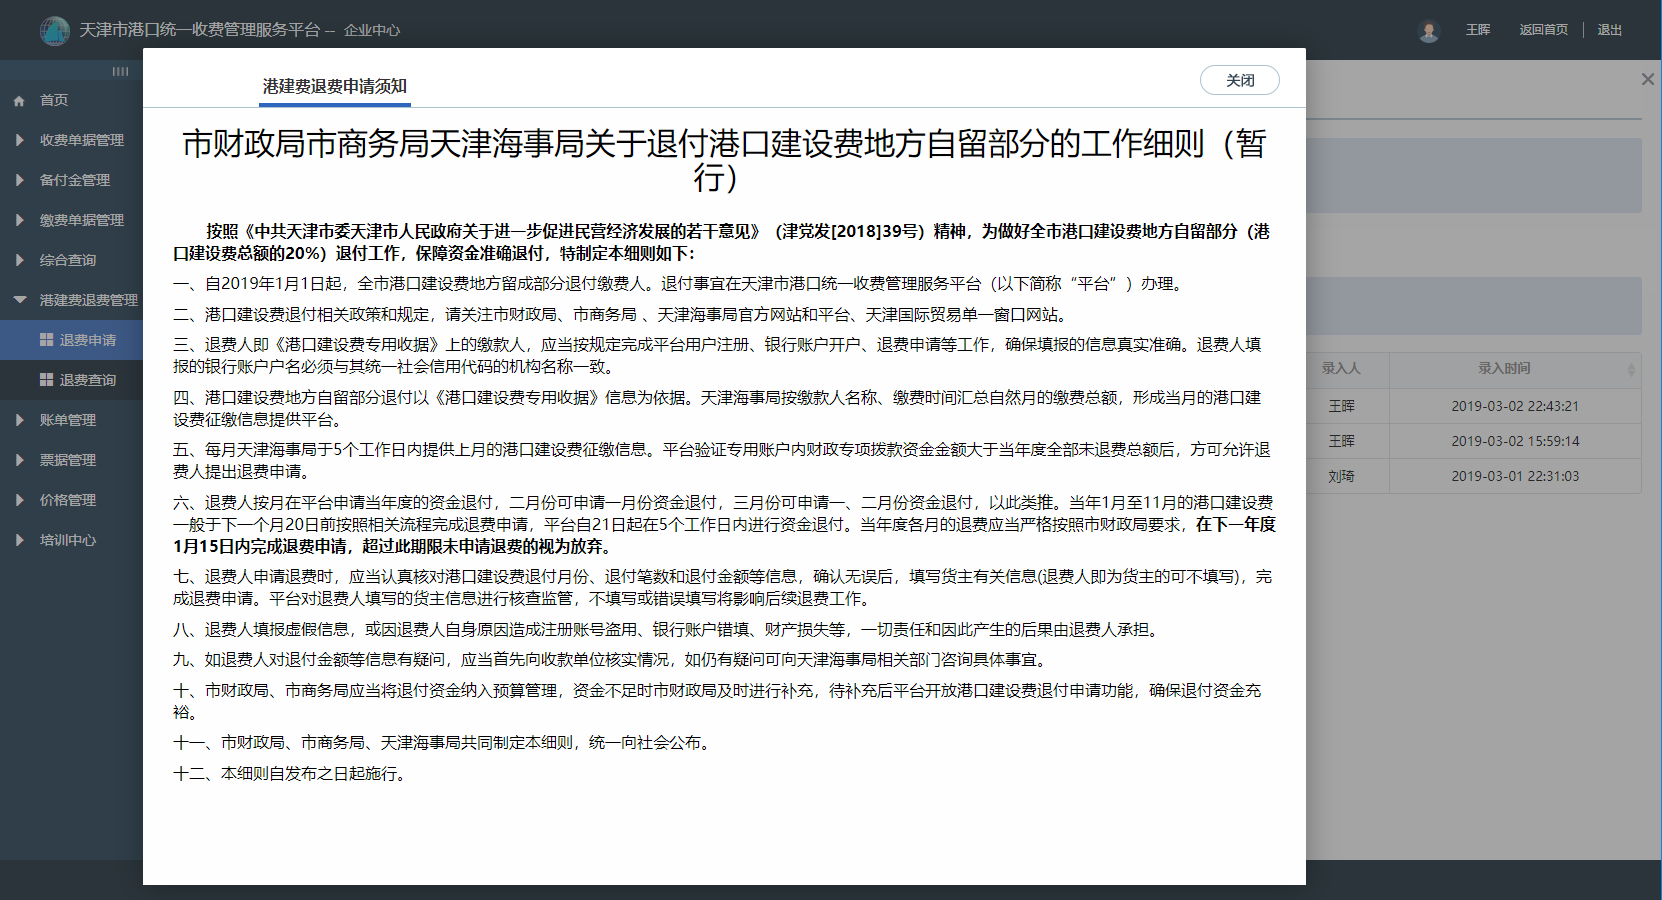 天津市港口统一收费管理服务平台 -- 企业中心
王晖 返回首页 退出
首页
收费单据管理
备付金管理
缴费单据管理
综合查询
港建费退费管理
退费申请
退费查询
账单管理
票据管理
价格管理
培训中心
港建费退费申请须知
关闭
市财政局市商务局天津海事局关于退付港口建设费地方自留部分的工作细则（暂
行）
按照《中共天津市委天津市人民政府关于进一步促进民营经济发展的若干意见》（津党发[2018]39号）精神，为做好全市港口建设费地方自留部分（港
口建设费总额的20%）退付工作，保障资金准确退付，特制定本细则如下：
一、自2019年1月1日起，全市港口建设费地方留成部分退付缴费人。退付事宜在天津市港口统一收费管理服务平台（以下简称“平台”）办理。
二、港口建设费退付相关政策和规定，请关注市财政局、市商务局 、天津海事局官方网站和平台、天津国际贸易单一窗口网站。
三、退费人即《港口建设费专用收据》上的缴款人，应当按规定完成平台用户注册、银行账户开户、退费申请等工作，确保填报的信息真实准确。退费人填
报的银行账户户名必须与其统一社会信用代码的机构名称一致。
四、港口建设费地方自留部分退付以《港口建设费专用收据》信息为依据。天津海事局按缴款人名称、缴费时间汇总自然月的缴费总额，形成当月的港口建
设费征缴信息提供平台。
五、每月天津海事局于5个工作日内提供上月的港口建设费征缴信息。平台验证专用账户内财政专项拨款资金金额大于当年度全部未退费总额后，方可允许退
费人提出退费申请。
六、退费人按月在平台申请当年度的资金退付，二月份可申请一月份资金退付，三月份可申请一、二月份资金退付，以此类推。当年1月至11月的港口建设费
一般于下一个月20日前按照相关流程完成退费申请，平台自21日起在5个工作日内进行资金退付。当年度各月的退费应当严格按照市财政局要求，在下一年度
1月15日内完成退费申请，超过此期限未申请退费的视为放弃。
七、退费人申请退费时，应当认真核对港口建设费退付月份、退付笔数和退付金额等信息，确认无误后，填写货主有关信息(退费人即为货主的可不填写)，完
成退费申请。平台对退费人填写的货主信息进行核查监管，不填写或错误填写将影响后续退费工作。
八、退费人填报虚假信息，或因退费人自身原因造成注册账号盗用、银行账户错填、财产损失等，一切责任和因此产生的后果由退费人承担。
九、如退费人对退付金额等信息有疑问，应当首先向收款单位核实情况，如仍有疑问可向天津海事局相关部门咨询具体事宜。
十、市财政局、市商务局应当将退付资金纳入预算管理，资金不足时市财政局及时进行补充，待补充后平台开放港口建设费退付申请功能，确保退付资金充
裕。
十一、市财政局、市商务局、天津海事局共同制定本细则，统一向社会公布。
十二、本细则自发布之日起施行。
录入人 录入时间
王晖 2019-03-02 22:43:21
王晖 2019-03-02 15:59:14
刘琦 2019-03-01 22:31:03